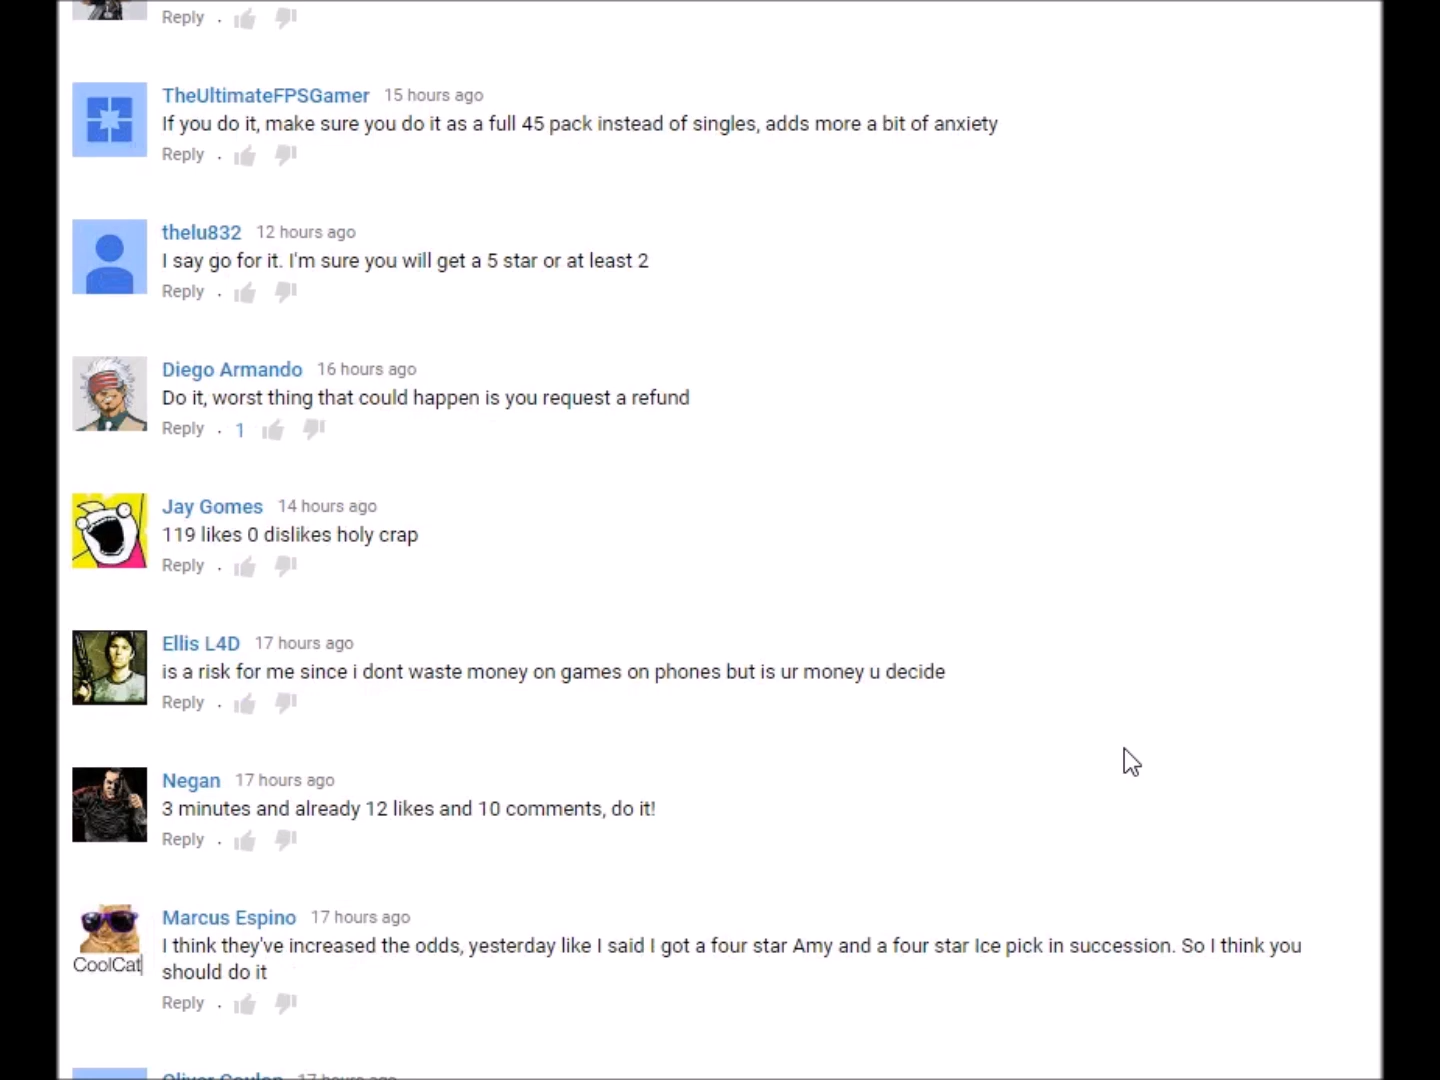 Reply .
TheUltimateFPSGamer 15 hours ago
If you do it, make sure you do it as a full 45 pack instead of singles, adds more a bit of anxiety
Reply .
thelu832 12 hours ago
I say go for it. I'm sure you will get a 5 star or at least 2
Reply .
Diego Armando 16 hours ago
Do it, worst thing that could happen is you request a refund
Reply . 1
Jay Gomes 14 hours ago
119 likes 0 dislikes holy crap
Reply .
Ellis L4D 17 hours ago
is a risk for me since i dont waste money on games on phones but is ur money u decide
Reply .
Negan 17 hours ago
3 minutes and already 12 likes and 10 comments, do it!
Reply .
Marcus Espino 17 hours ago
I think they've increased the odds, yesterday like I said I got a four star Amy and a four star Ice pick in succession. So I think you
CoolCat
should do it
Reply .
17 hours ago